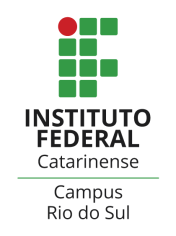 INSTITUTO
FEDERAL
Catarinense
Campus
Rio do Sul